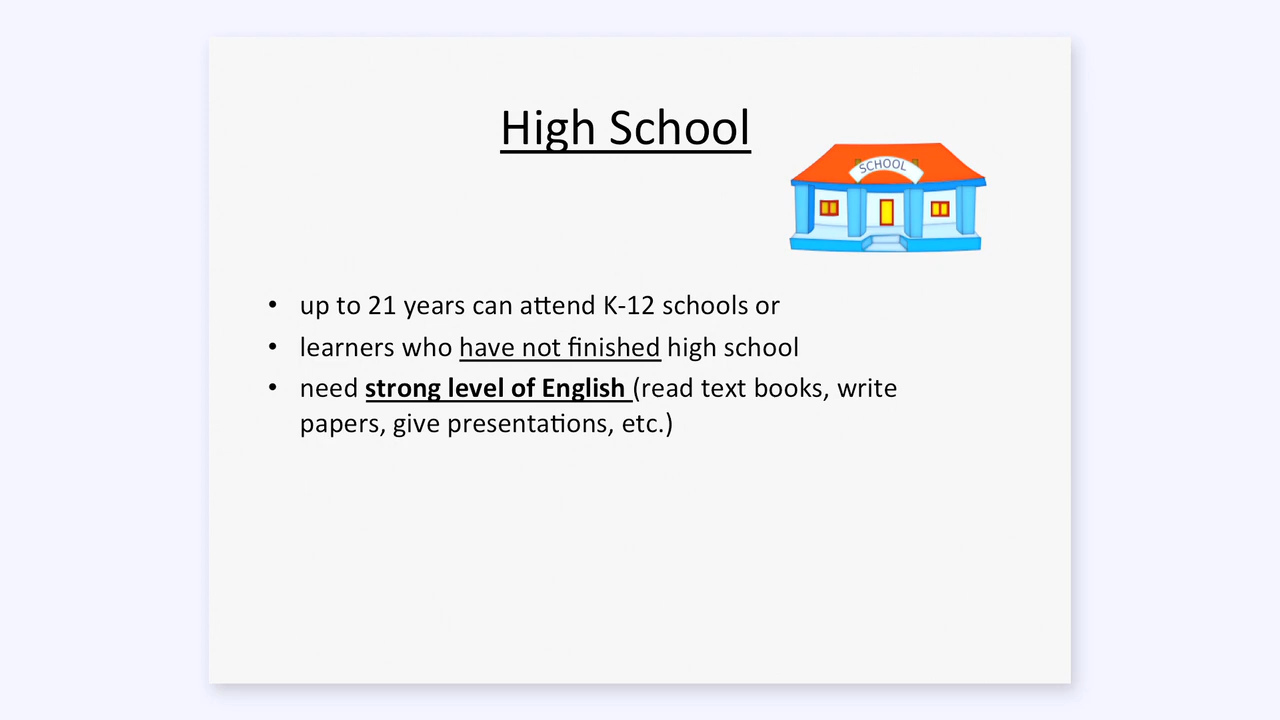 High School
SCHOOL
• up to 21 years can attend K-12 schools or
• learners who have not finished high school
• need strong level of English (read text books, write
papers, give presentations, etc.)